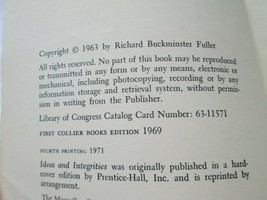 Copyright © 1963 by Richard Buckminster Fuller
All rights reserved. No part of this book may be reproduced
or transmitted in any form or by any means, electronic or
mechanical, including photocopying, recording or by any
information storage and retrieval system, without permis-
sion in writing from the Publisher.
Library of Congress Catalog Card Number: 63-11571
FIRST COLLIER BOOKS EDITION 1969
FOURTH PRINTING 1971
Ideas and Integrities was originally published in a hard-
cover edition by Prentice-Hall, Inc. and is reprinted by
arrangement.
The